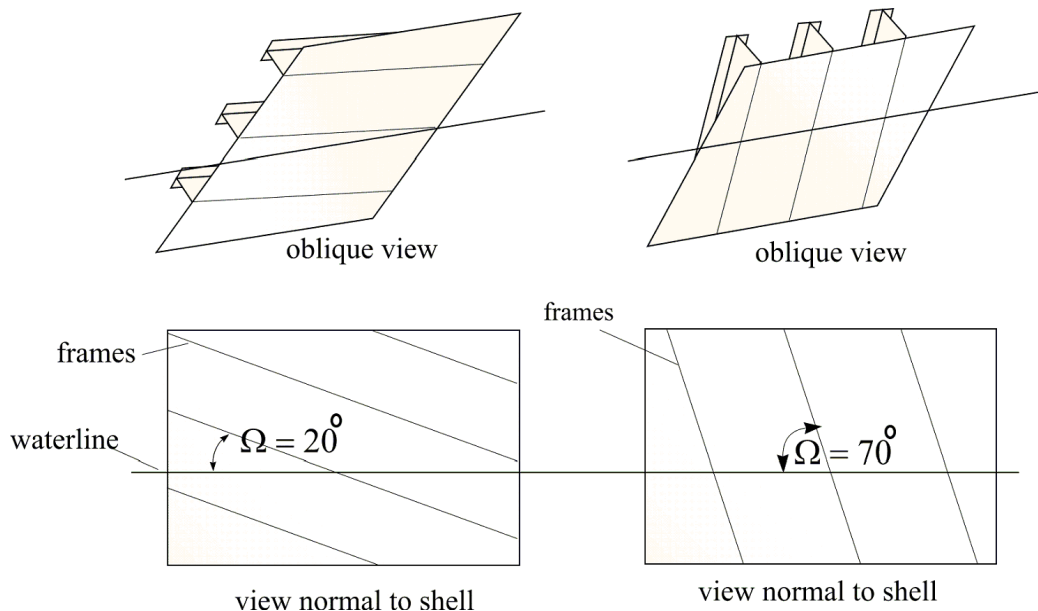 oblique view
oblique view
frames
waterline
Ω = 20°
view normal to shell
frames
Ω = 70°
view normal to shell